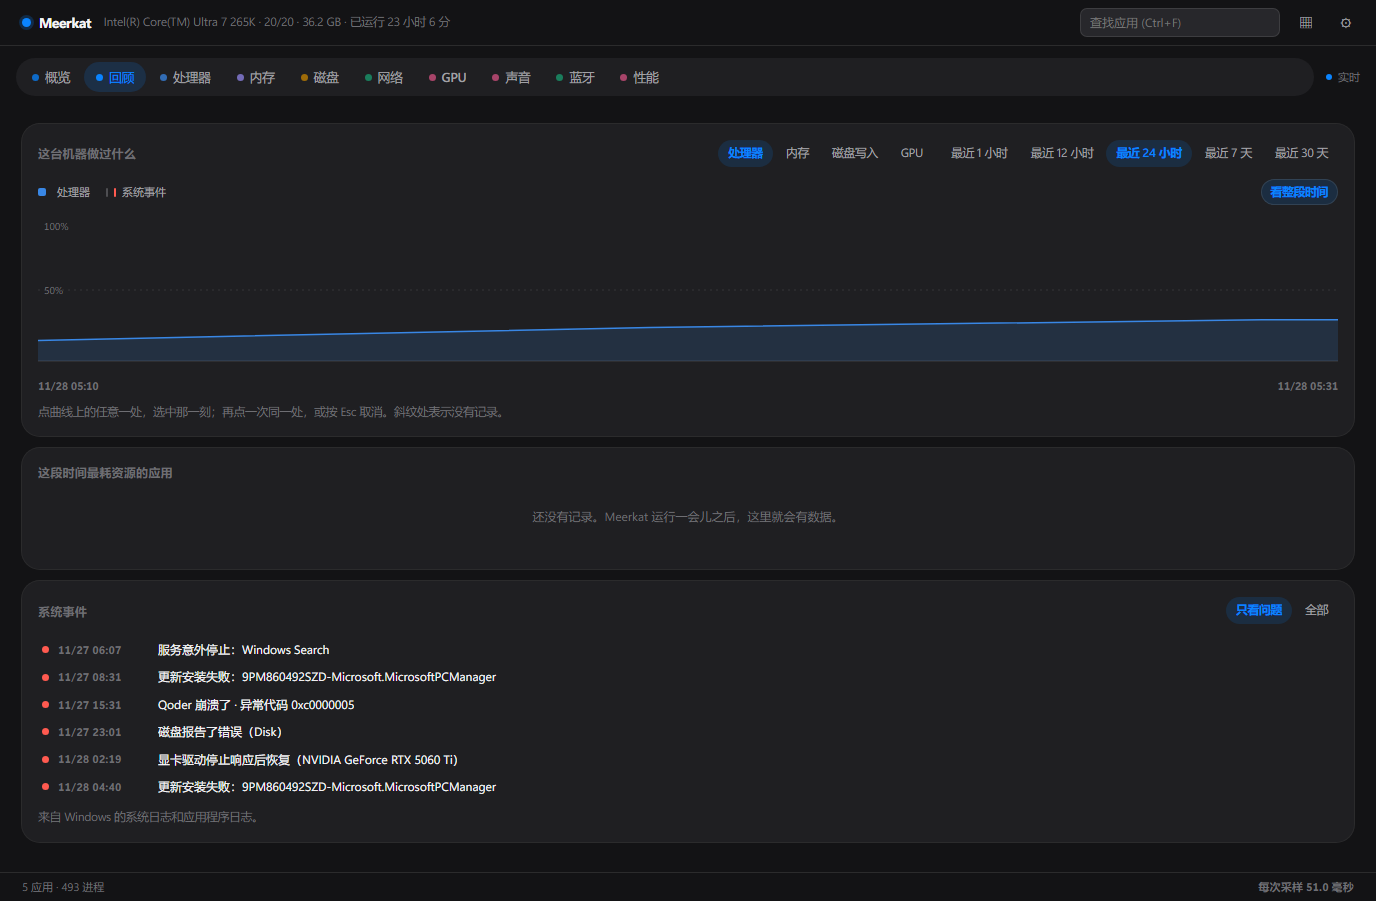 Meerkat Intel(R) Core(TM) Ultra 7 265K · 20/20 · 36.2 GB · 已运行 23 小时 6 分 查找应用 (Ctrl+F)
概览 回顾 处理器 内存 磁盘 网络 GPU 声音 蓝牙 性能 实时
这台机器做过什么 处理器 内存 磁盘写入 GPU 最近 1 小时 最近 12 小时 最近 24 小时 最近 7 天 最近 30 天
处理器 系统事件 看整段时间
100%
50%
11/28 05:10 11/28 05:31
点曲线上的任意一处，选中那一刻；再点一次同一处，或按 Esc 取消。斜纹处表示没有记录。
这段时间最耗资源的应用
还没有记录。Meerkat 运行一会儿之后，这里就会有数据。
系统事件 只看问题 全部
11/27 06:07 服务意外停止：Windows Search
11/27 08:31 更新安装失败：9PM860492SZD-Microsoft.MicrosoftPCManager
11/27 15:31 Qoder 崩溃了 · 异常代码 0xc0000005
11/27 23:01 磁盘报告了错误（Disk）
11/28 02:19 显卡驱动停止响应后恢复（NVIDIA GeForce RTX 5060 Ti）
11/28 04:40 更新安装失败：9PM860492SZD-Microsoft.MicrosoftPCManager
来自 Windows 的系统日志和应用程序日志。
5 应用 · 493 进程 每次采样 51.0 毫秒